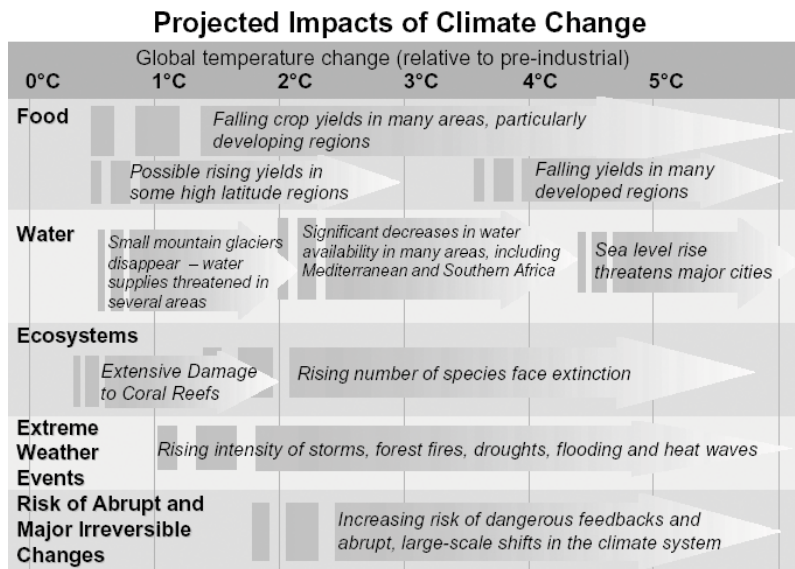 Projected Impacts of Climate Change
Global temperature change (relative to pre-industrial)
0°C 1°C 2°C 3°C 4°C 5°C
Food
Falling crop yields in many areas, particularly
developing regions
Possible rising yields in
some high latitude regions
Falling yields in many
developed regions
Water
Small mountain glaciers
disappear – water
supplies threatened in
several areas
Significant decreases in water
availability in many areas, including
Mediterranean and Southern Africa
Sea level rise
threatens major cities
Ecosystems
Extensive Damage
to Coral Reefs
Rising number of species face extinction
Extreme
Weather
Events
Rising intensity of storms, forest fires, droughts, flooding and heat waves
Risk of Abrupt and
Major Irreversible
Changes
Increasing risk of dangerous feedbacks and
abrupt, large-scale shifts in the climate system